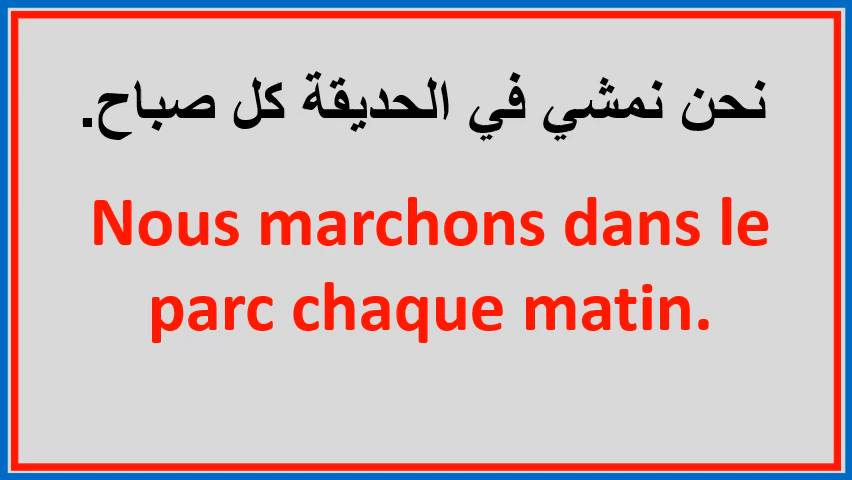 نحن نمشي في الحديقة كل صباح.
Nous marchons dans le
parc chaque matin.